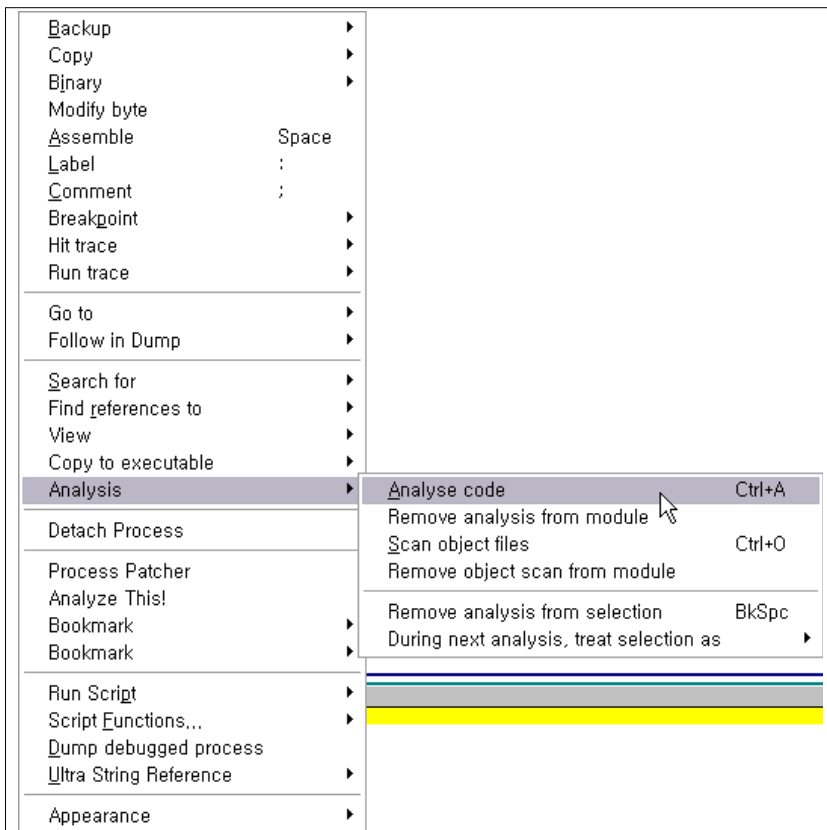 Backup
Copy
Binary
Modify byte
Assemble Space
Label :
Comment ;
Breakpoint
Hit trace
Run trace
Go to
Follow in Dump
Search for
Find references to
View
Copy to executable
Analysis
Detach Process
Process Patcher
Analyze This!
Bookmark
Bookmark
Run Script
Script Functions...
Dump debugged process
Ultra String Reference
Appearance
Analyse code Ctrl+A
Remove analysis from module
Scan object files Ctrl+O
Remove object scan from module
Remove analysis from selection BkSpc
During next analysis, treat selection as